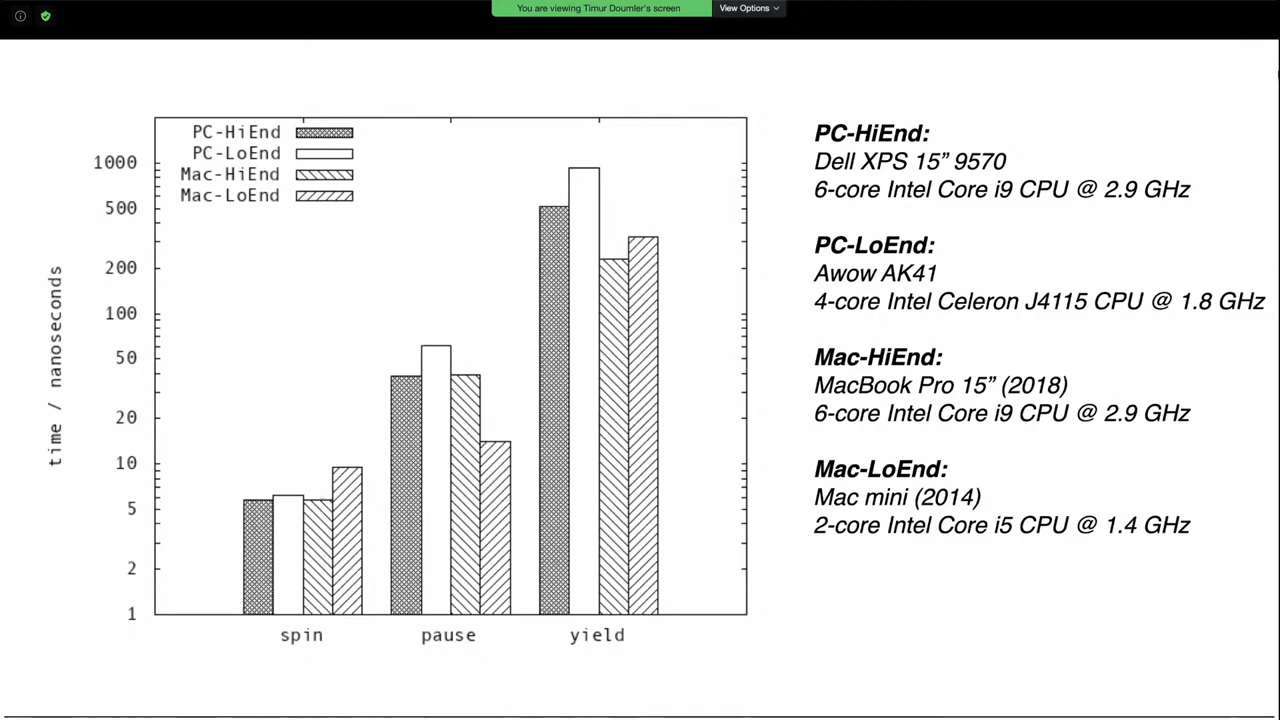 You are viewing Timur Doumler's screen
View Options
PC-HiEnd
PC-LoEnd
Mac-HiEnd
Mac-LoEnd
1000
500
200
100
50
20
10
5
2
1
time / nanoseconds
spin
pause
yield
PC-HiEnd:
Dell XPS 15” 9570
6-core Intel Core i9 CPU @ 2.9 GHz
PC-LoEnd:
Awow AK41
4-core Intel Celeron J4115 CPU @ 1.8 GHz
Mac-HiEnd:
MacBook Pro 15” (2018)
6-core Intel Core i9 CPU @ 2.9 GHz
Mac-LoEnd:
Mac mini (2014)
2-core Intel Core i5 CPU @ 1.4 GHz